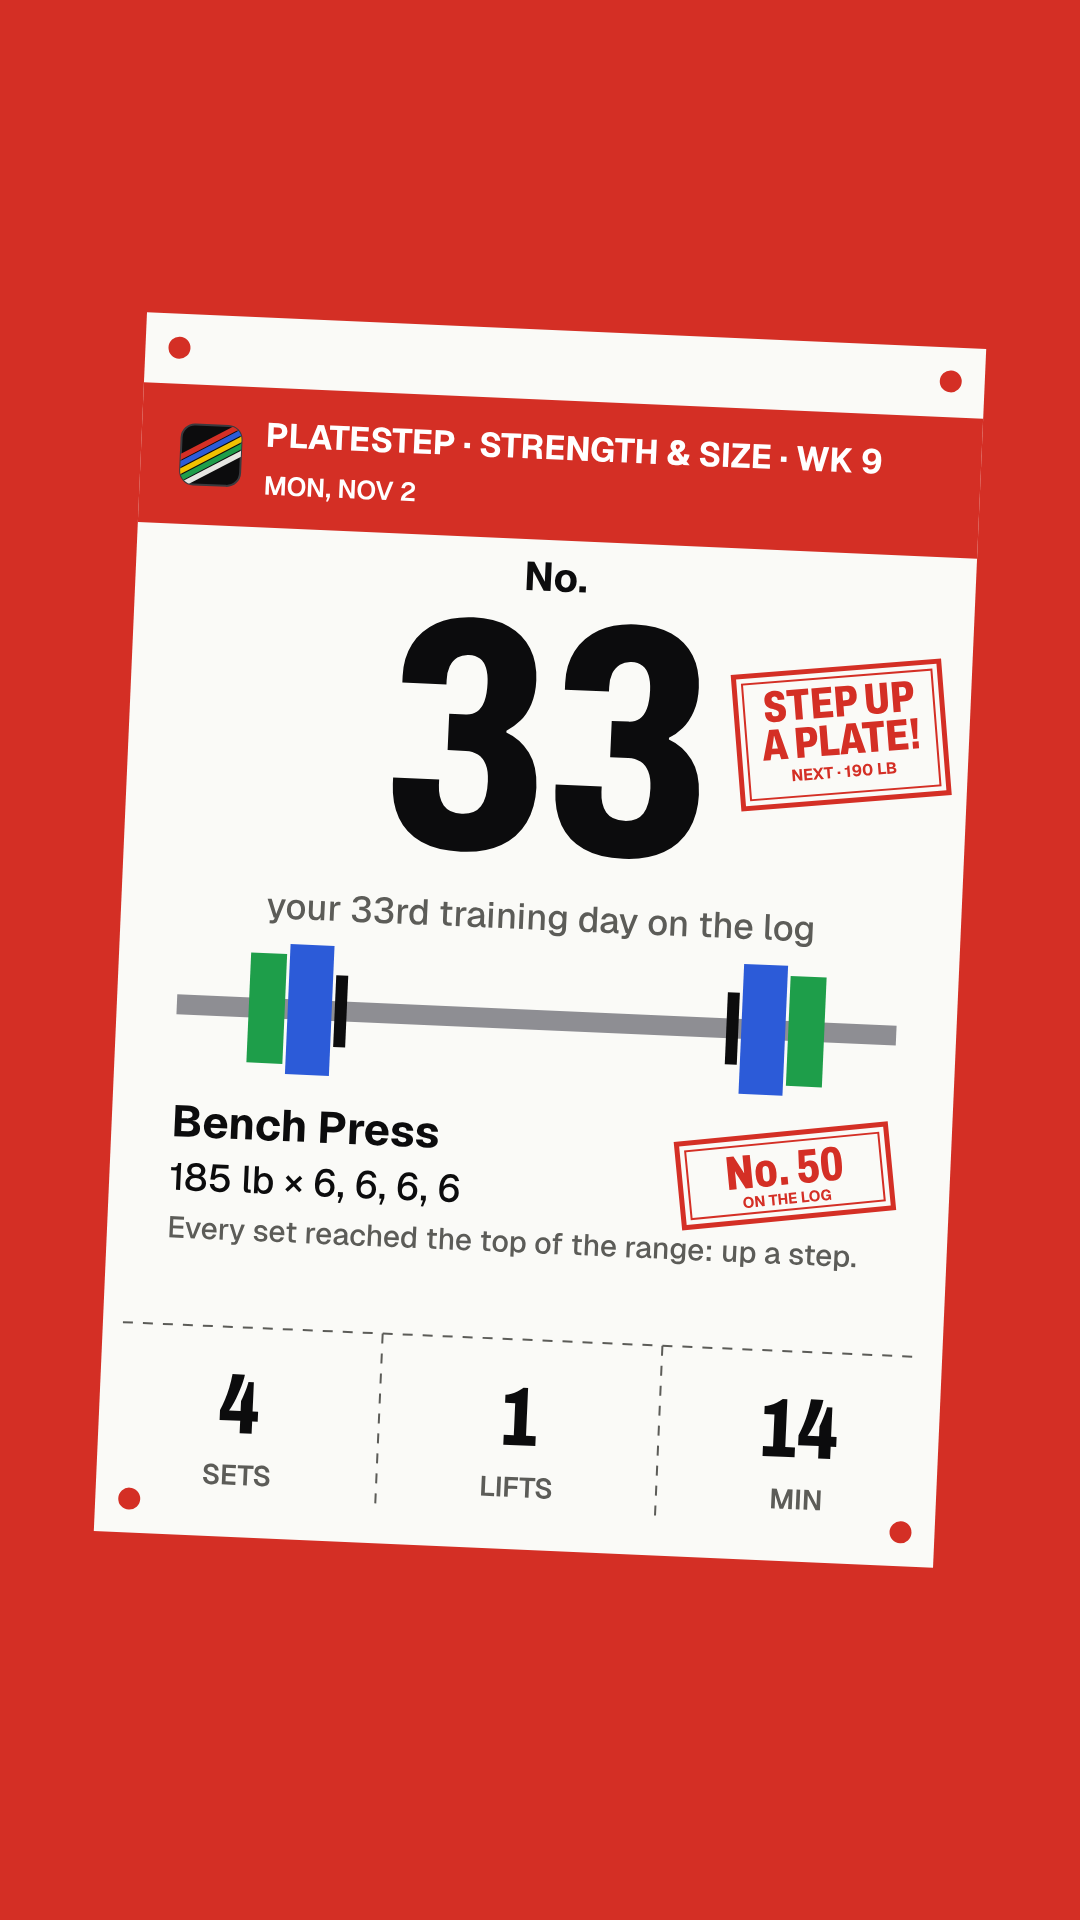 PLATESTEP · STRENGTH & SIZE · WK 9
MON, NOV 2
No.
33
STEP UP
A PLATE!
NEXT · 190 LB
your 33rd training day on the log
Bench Press
185 lb × 6, 6, 6, 6
No. 50
ON THE LOG
Every set reached the top of the range: up a step.
4
SETS
1
LIFTS
14
MIN